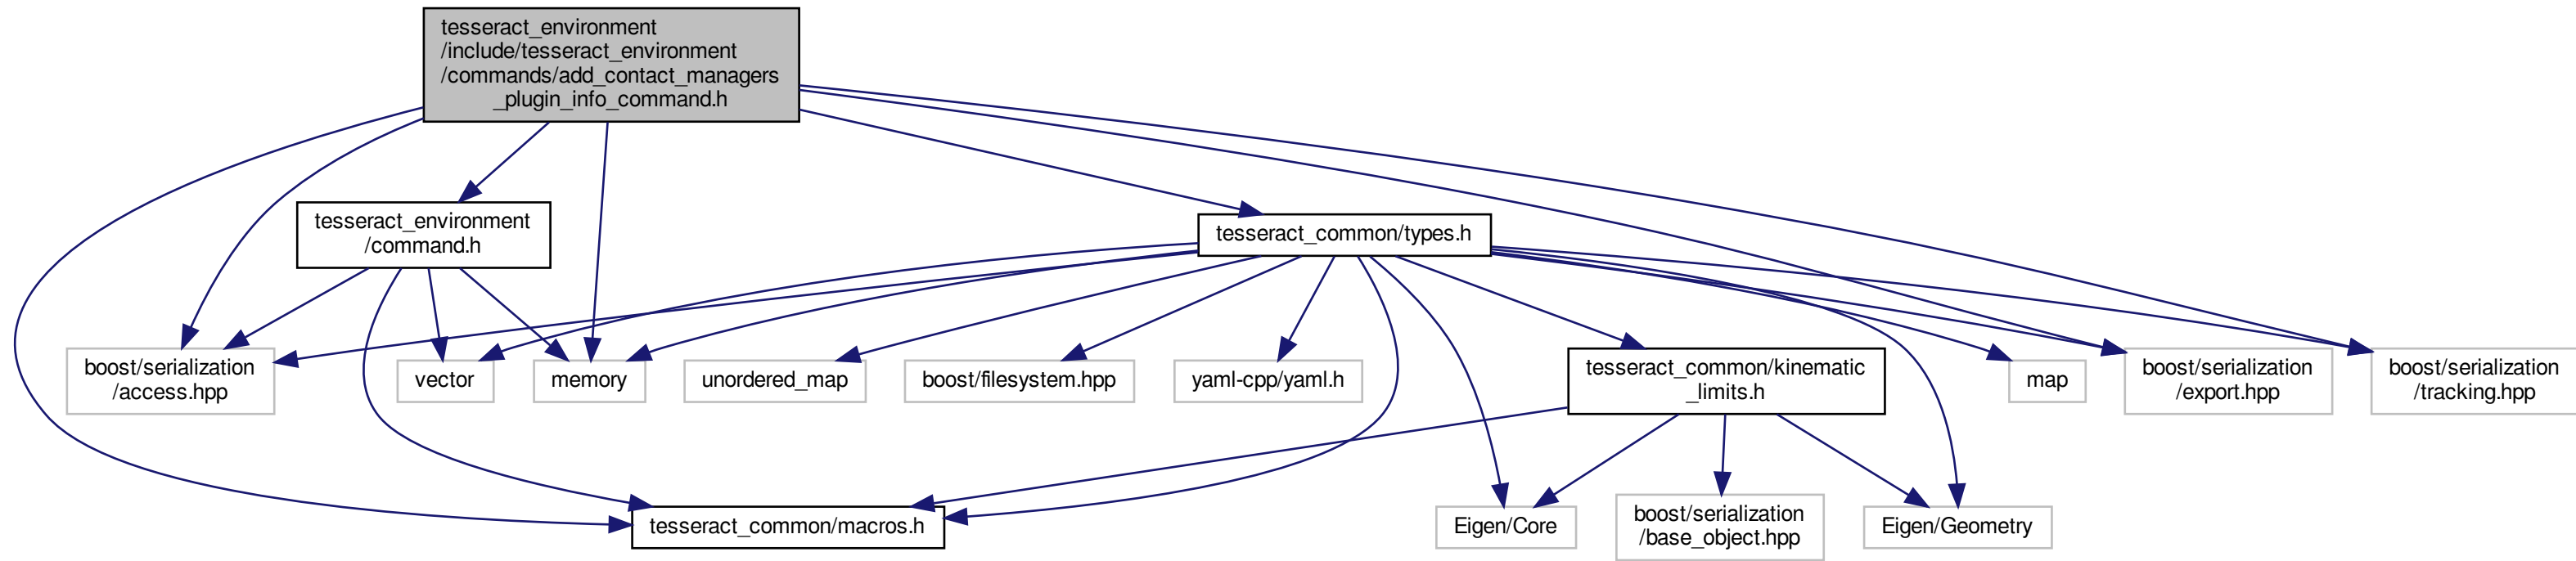 tesseract_environment
/include/tesseract_environment
/commands/add_contact_managers
_plugin_info_command.h
tesseract_environment
/command.h
tesseract_common/types.h
boost/serialization
/access.hpp
vector
memory
unordered_map
boost/filesystem.hpp
yaml-cpp/yaml.h
tesseract_common/kinematic
_limits.h
map
boost/serialization
/export.hpp
boost/serialization
/tracking.hpp
tesseract_common/macros.h
Eigen/Core
boost/serialization
/base_object.hpp
Eigen/Geometry